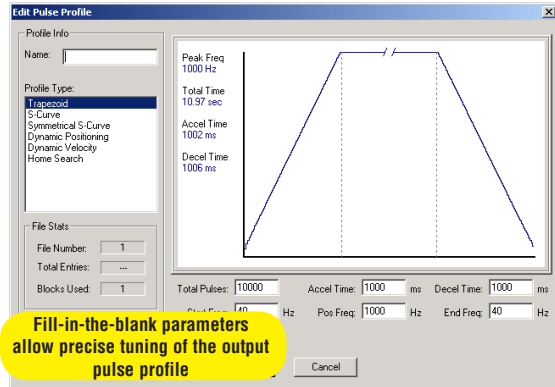 Edit Pulse Profile
Profile Info
Name:
Profile Type:
Trapezoid
S-Curve
Symmetrical S-Curve
Dynamic Positioning
Dynamic Velocity
Home Search
File Stats
File Number: 1
Total Entries: ---
Blocks Used: 1
Peak Freq
1000 Hz
Total Time
10.97 sec
Accel Time
1002 ms
Decel Time
1006 ms
Total Pulses: 10000 Accel Time: 1000 ms Decel Time: 1000 ms
Start Freq: 40 Hz Pos Freq: 1000 Hz End Freq: 40 Hz
Cancel
Fill-in-the-blank parameters
allow precise tuning of the output
pulse profile